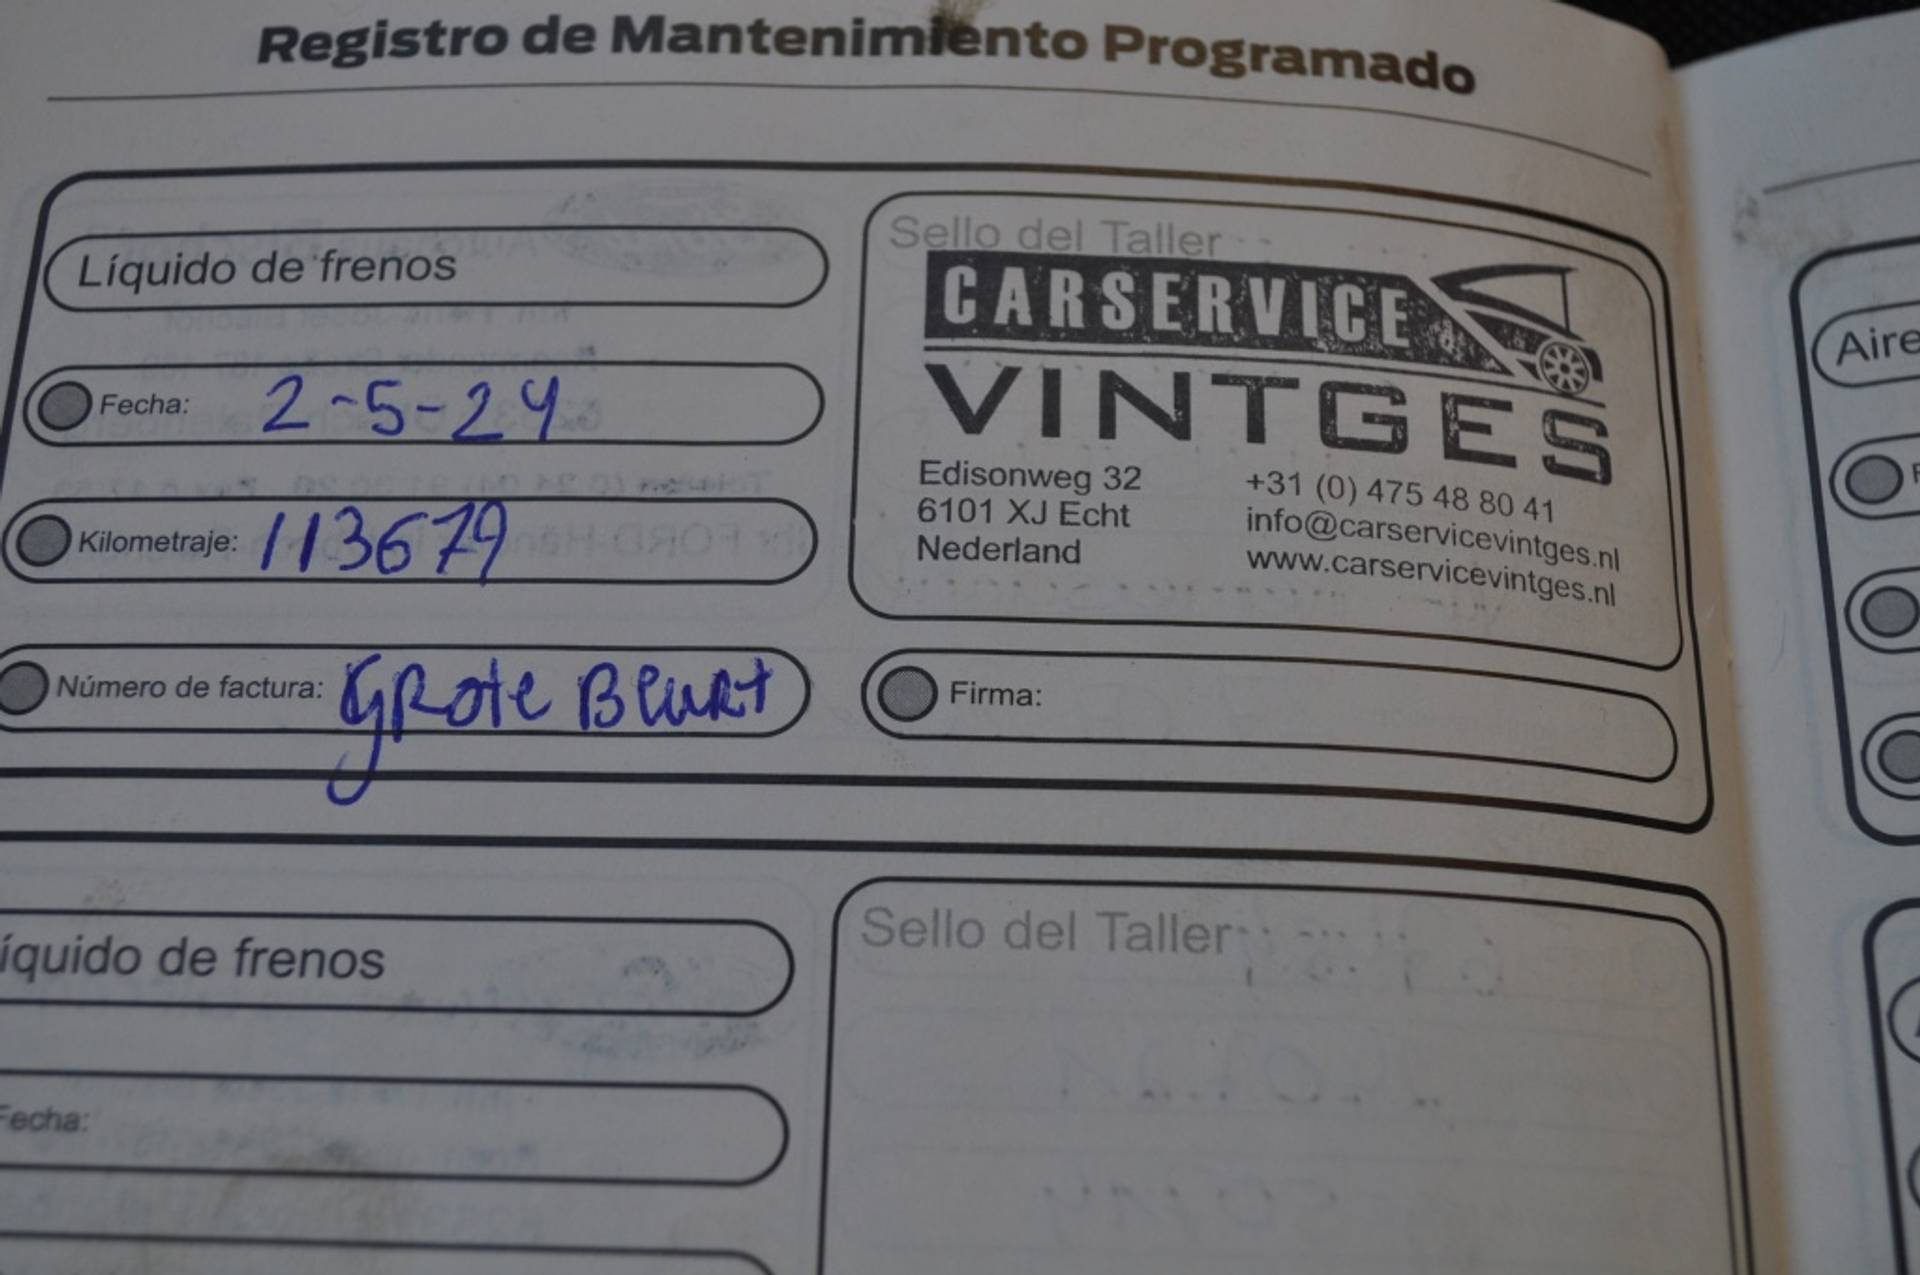 Registro de Mantenimiento Programado
Líquido de frenos
Fecha: 2-5-24
Kilometraje: 113679
Número de factura: GROTE BEURT
Sello del Taller
CARSERVICE
VINTGES
Edisonweg 32
6101 XJ Echt
Nederland
+31 (0) 475 48 80 41
info@carservicevintges.nl
www.carservicevintges.nl
Firma:
íquido de frenos
Fecha:
Sello del Taller
Aire